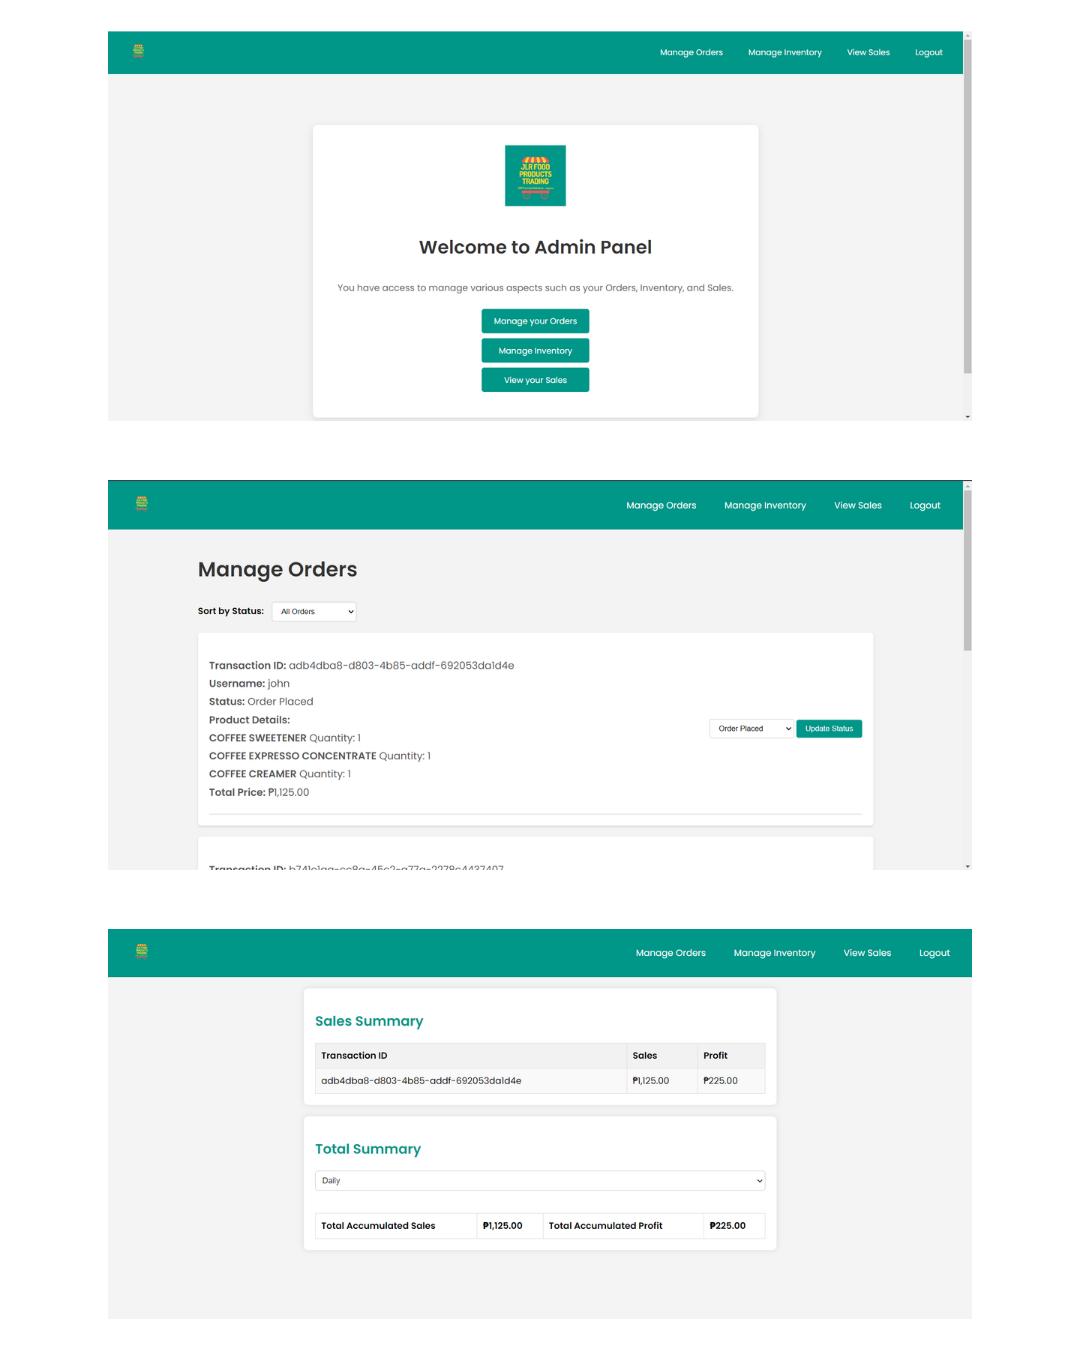 Manage Orders Manage Inventory View Sales Logout
JLR FOOD
PRODUCTS
TRADING
Welcome to Admin Panel
You have access to manage various aspects such as your Orders, Inventory, and Sales.
Manage your Orders
Manage Inventory
View your Sales
Manage Orders Manage Inventory View Sales Logout
Manage Orders
Sort by Status: All Orders
Transaction ID: adb4dba8-d803-4b85-addf-692053da1d4e
Username: john
Status: Order Placed
Product Details:
COFFEE SWEETENER Quantity: 1
Order Placed Update Status
COFFEE EXPRESSO CONCENTRATE Quantity: 1
COFFEE CREAMER Quantity: 1
Total Price: ₱1,125.00
Transaction ID:
Manage Orders Manage Inventory View Sales Logout
Sales Summary
Transaction ID Sales Profit
adb4dba8-d803-4b85-addf-692053da1d4e ₱1,125.00 ₱225.00
Total Summary
Daily
Total Accumulated Sales ₱1,125.00 Total Accumulated Profit ₱225.00